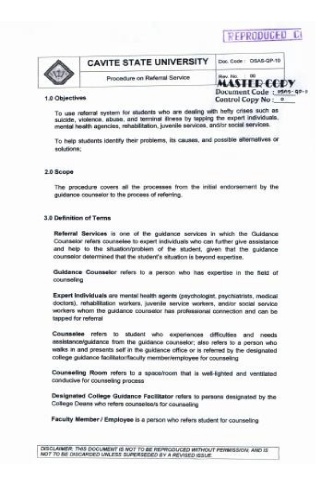 REPRODUCED
CAVITE STATE UNIVERSITY
Doc. Code : OSAS-QP-10
Procedure on Referral Service
Rev. No. 00
MASTER COPY
Document Code : OSAS-QP-
Control Copy No :
1.0 Objectives
To use referral system for students who are dealing with hefty crises such as
suicide, violence, abuse, and terminal illness by tapping the expert individuals,
mental health agencies, rehabilitation, juvenile services, and/or social services.
To help students identify their problems, its causes, and possible alternatives or
solutions;
2.0 Scope
The procedure covers all the processes from the initial endorsement by the
guidance counselor to the process of referring.
3.0 Definition of Terms
Referral Services is one of the guidance services in which the Guidance
Counselor refers counselee to expert individuals who can further give assistance
and help to the situation/problem of the student, given that the guidance
counselor determined that the student's situation is beyond expertise.
Guidance Counselor refers to a person who has expertise in the field of
counseling
Expert Individuals are mental health agents (psychologist, psychiatrists, medical
doctors), rehabilitation workers, juvenile service workers, and/or social service
workers whom the guidance counselor has professional connection and can be
tapped for referral
Counselee refers to student who experiences difficulties and needs
assistance/guidance from the guidance counselor; also refers to a person who
walks in and presents self in the guidance office or is referred by the designated
college guidance facilitator/faculty member/employee for counseling
Counseling Room refers to a space/room that is well-lighted and ventilated
conducive for counseling process
Designated College Guidance Facilitator refers to persons designated by the
College Deans who refers counselee/s for counseling
Faculty Member / Employee is a person who refers student for counseling
DISCLAIMER: THIS DOCUMENT IS NOT TO BE REPRODUCED WITHOUT PERMISSION; AND IS
NOT TO BE DISCARDED UNLESS SUPERSEDED BY A REVISED ISSUE.